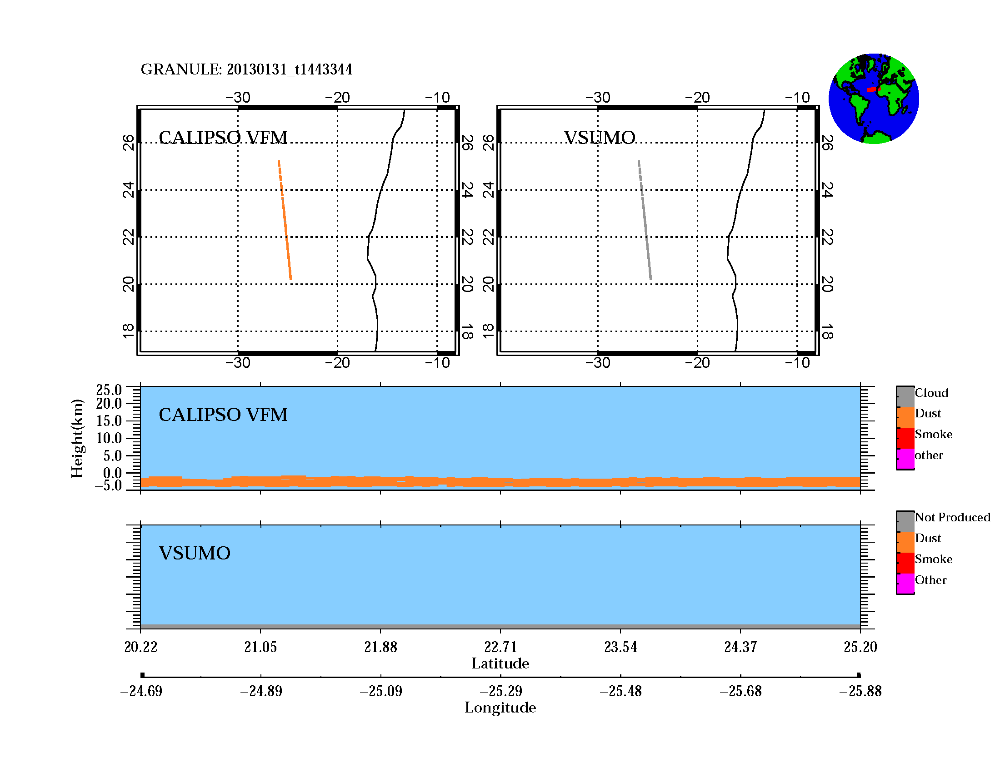 GRANULE: 20130131_t1443344
−30 −20 −10
−30 −20 −10
CALIPSO VFM
VSUMO
26 26 26 26
24 24 24 24
22 22 22 22
20 20 20 20
18 18 18 18
−30 −20 −10
−30 −20 −10
Height(km)
25.0
20.0
15.0
10.0
5.0
0.0
−5.0
CALIPSO VFM
Cloud
Dust
Smoke
other
VSUMO
Not Produced
Dust
Smoke
Other
20.22 21.05 21.88 22.71 23.54 24.37 25.20
Latitude
−24.69 −24.89 −25.09 −25.29 −25.48 −25.68 −25.88
Longitude